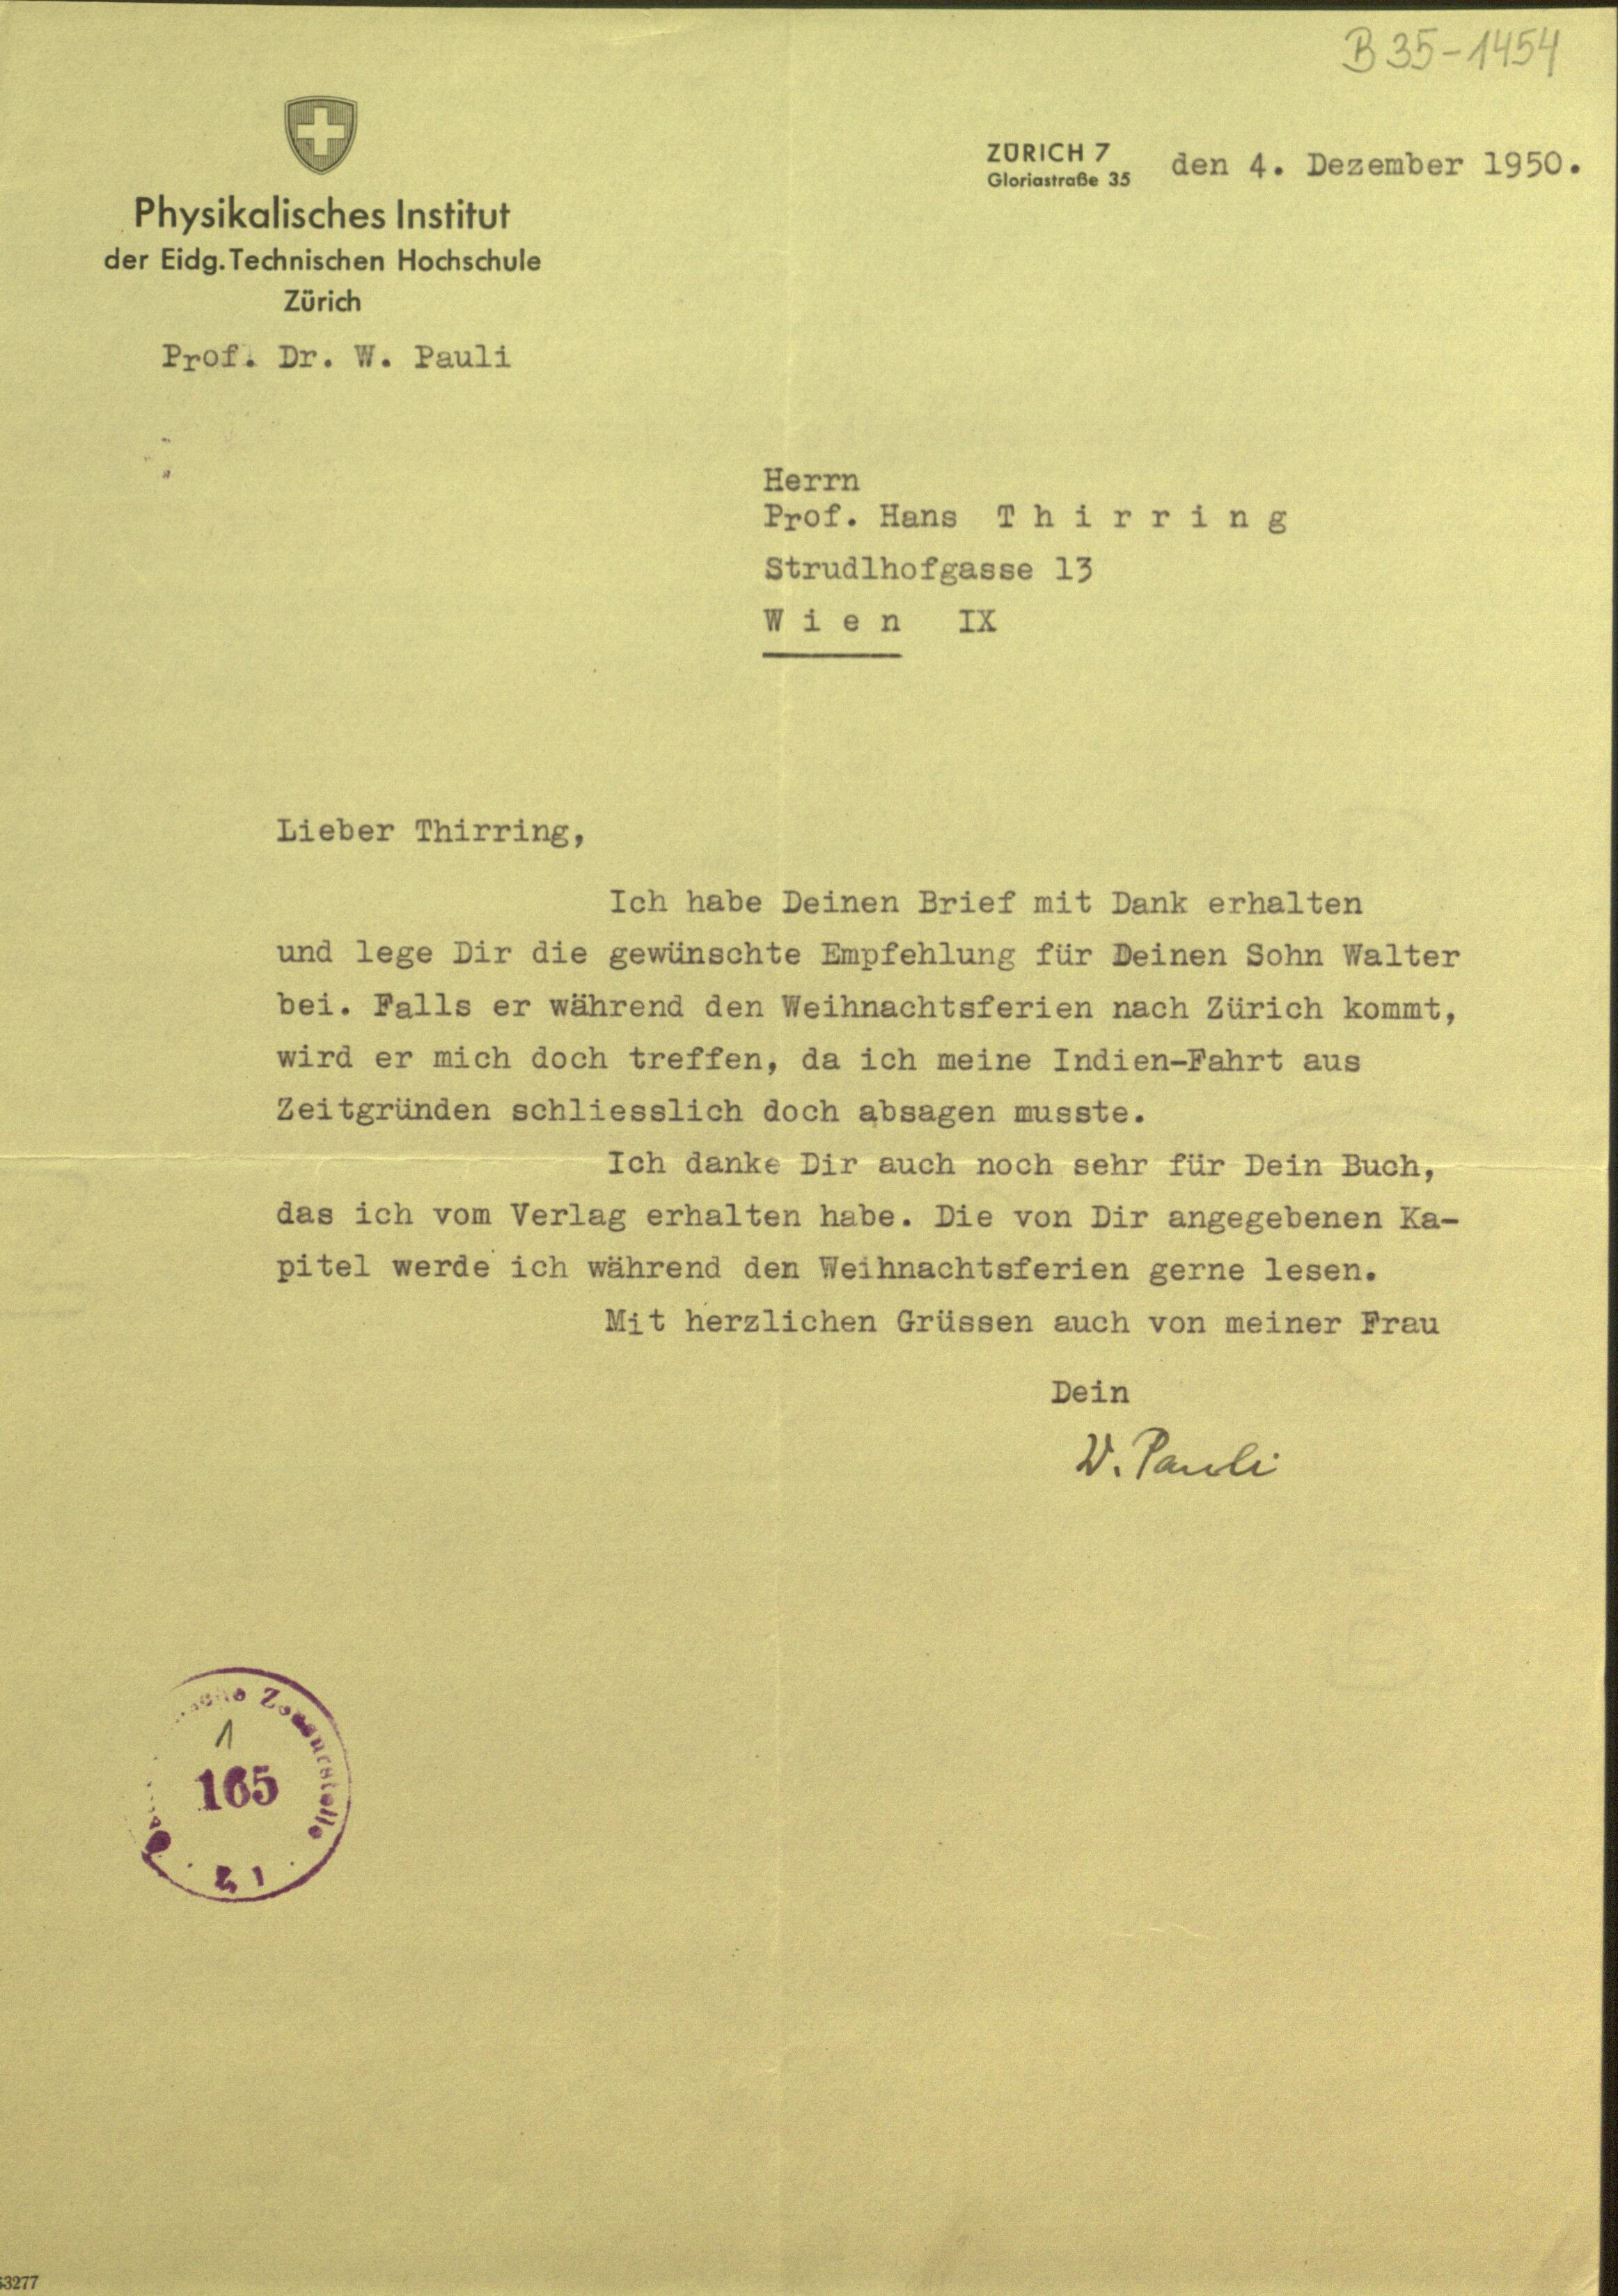 B 35-1454
ZÜRICH 7
Gloriastraße 35
den 4. Dezember 1950.
Physikalisches Institut
der Eidg. Technischen Hochschule
Zürich
Prof. Dr. W. Pauli
Herrn
Prof. Hans T h i r r i n g
Strudlhofgasse 13
W i e n IX
Lieber Thirring,
Ich habe Deinen Brief mit Dank erhalten
und lege Dir die gewünschte Empfehlung für Deinen Sohn Walter
bei. Falls er während den Weihnachtsferien nach Zürich kommt,
wird er mich doch treffen, da ich meine Indien-Fahrt aus
Zeitgründen schliesslich doch absagen musste.
Ich danke Dir auch noch sehr für Dein Buch,
das ich vom Verlag erhalten habe. Die von Dir angegebenen Ka-
pitel werde ich während den Weihnachtsferien gerne lesen.
Mit herzlichen Grüssen auch von meiner Frau
Dein
W. Pauli
Zensurstelle
1
165
3277